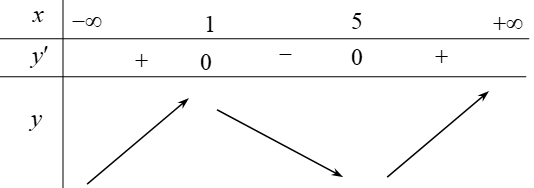 x −∞ 1 5 +∞
y′ + 0 − 0 +
y